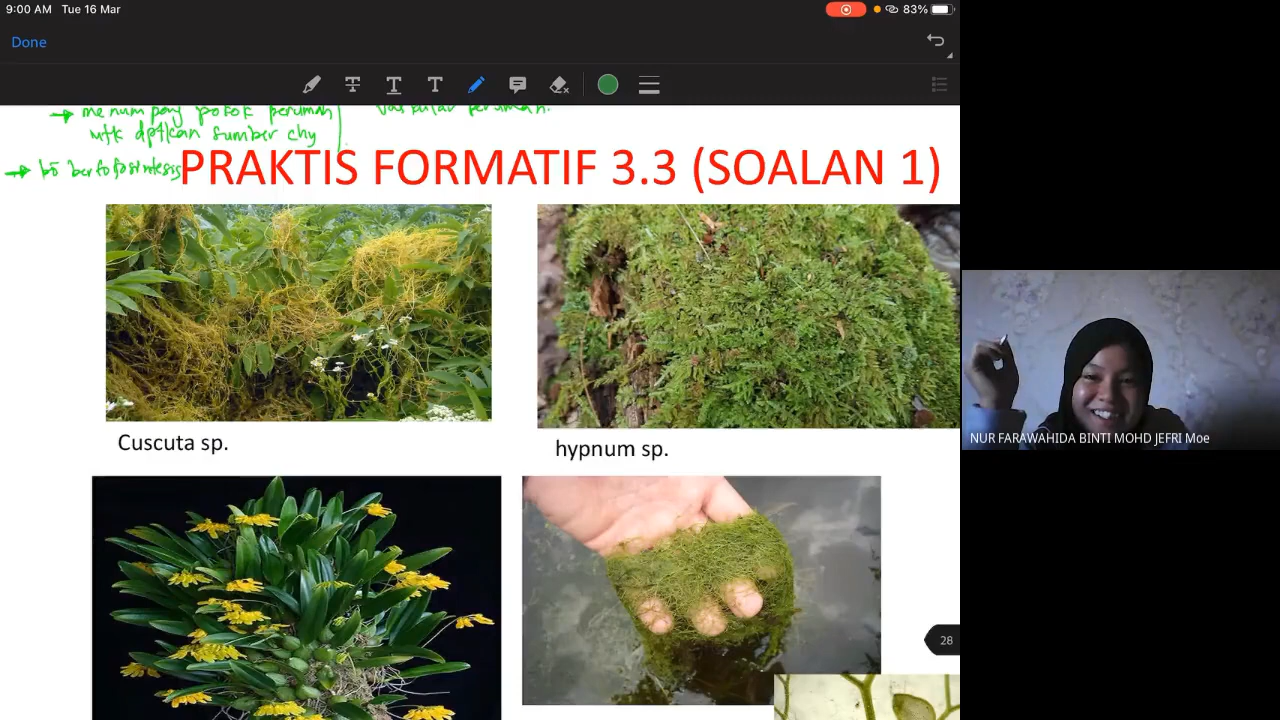 9:00 AM Tue 16 Mar
83%
Done
→ menumpang pokok perumah
utk dptkan sumber chy
→ bo berfotosintesis
PRAKTIS FORMATIF 3.3 (SOALAN 1)
Cuscuta sp.
hypnum sp.
28
NUR FARAWAHIDA BINTI MOHD JEFRI Moe